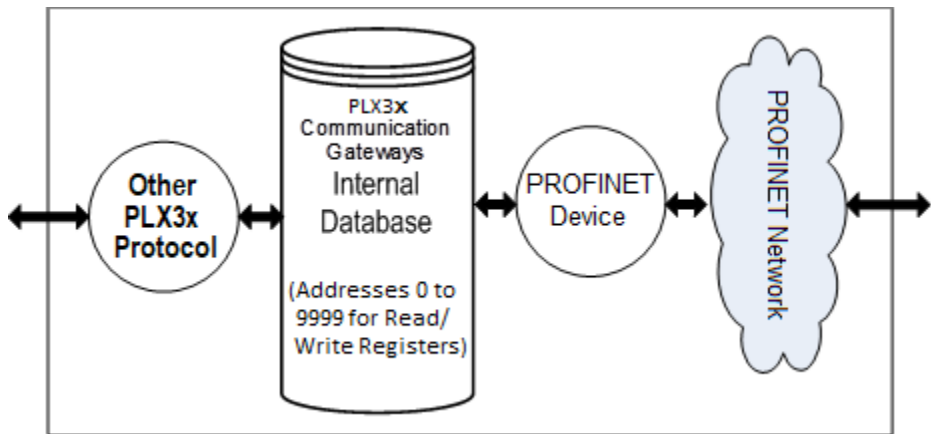 Other
PLX3x
Protocol
PLX3x
Communication
Gateways
Internal
Database
(Addresses 0 to
9999 for Read/
Write Registers)
PROFINET
Device
PROFINET Network